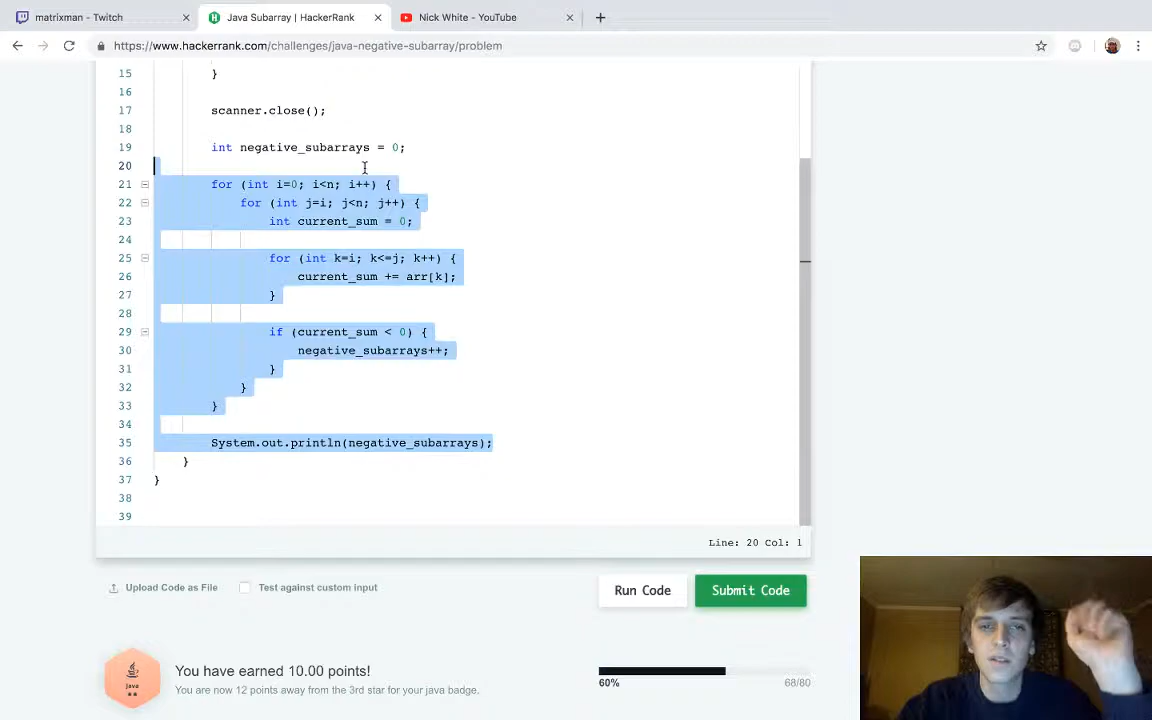 matrixman - Twitch
Java Subarray | HackerRank
Nick White - YouTube
https://www.hackerrank.com/challenges/java-negative-subarray/problem
15 }
16
17 scanner.close();
18
19 int negative_subarrays = 0;
20
21 for (int i=0; i<n; i++) {
22 for (int j=i; j<n; j++) {
23 int current_sum = 0;
24
25 for (int k=i; k<=j; k++) {
26 current_sum += arr[k];
27 }
28
29 if (current_sum < 0) {
30 negative_subarrays++;
31 }
32 }
33 }
34
35 System.out.println(negative_subarrays);
36 }
37 }
38
39
Line: 20 Col: 1
Upload Code as File Test against custom input Run Code Submit Code
You have earned 10.00 points!
You are now 12 points away from the 3rd star for your java badge.
60% 68/80
Java